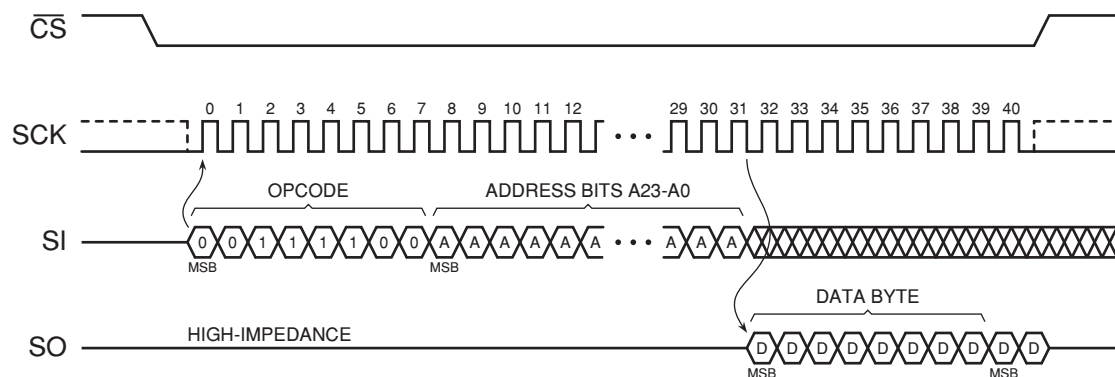 CS
0 1 2 3 4 5 6 7 8 9 10 11 12 29 30 31 32 33 34 35 36 37 38 39 40
SCK
OPCODE ADDRESS BITS A23-A0
SI 0 0 1 1 1 1 0 0 A A A A A A A A A
MSB MSB
DATA BYTE
HIGH-IMPEDANCE
SO D D D D D D D D D D
MSB MSB